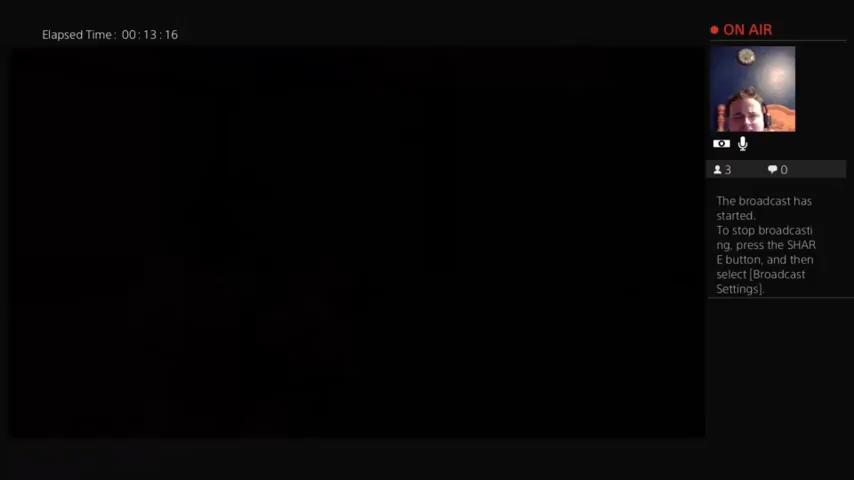 Elapsed Time: 00:13:16
ON AIR
3 0
The broadcast has
started.
To stop broadcasti
ng, press the SHAR
E button, and then
select [Broadcast
Settings].